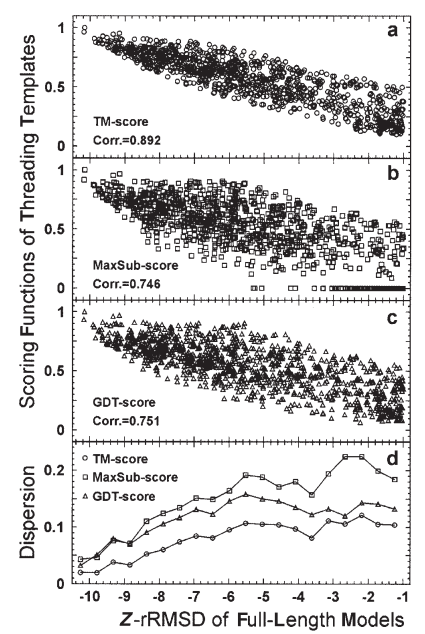 Scoring Functions of Threading Templates
a
1
0.5
0
TM-score
Corr.=0.892
b
1
0.5
0
MaxSub-score
Corr.=0.746
c
1
0.5
0
GDT-score
Corr.=0.751
Dispersion
d
TM-score
MaxSub-score
GDT-score
0.2
0.1
0
-10 -9 -8 -7 -6 -5 -4 -3 -2 -1
Z-rRMSD of Full-Length Models